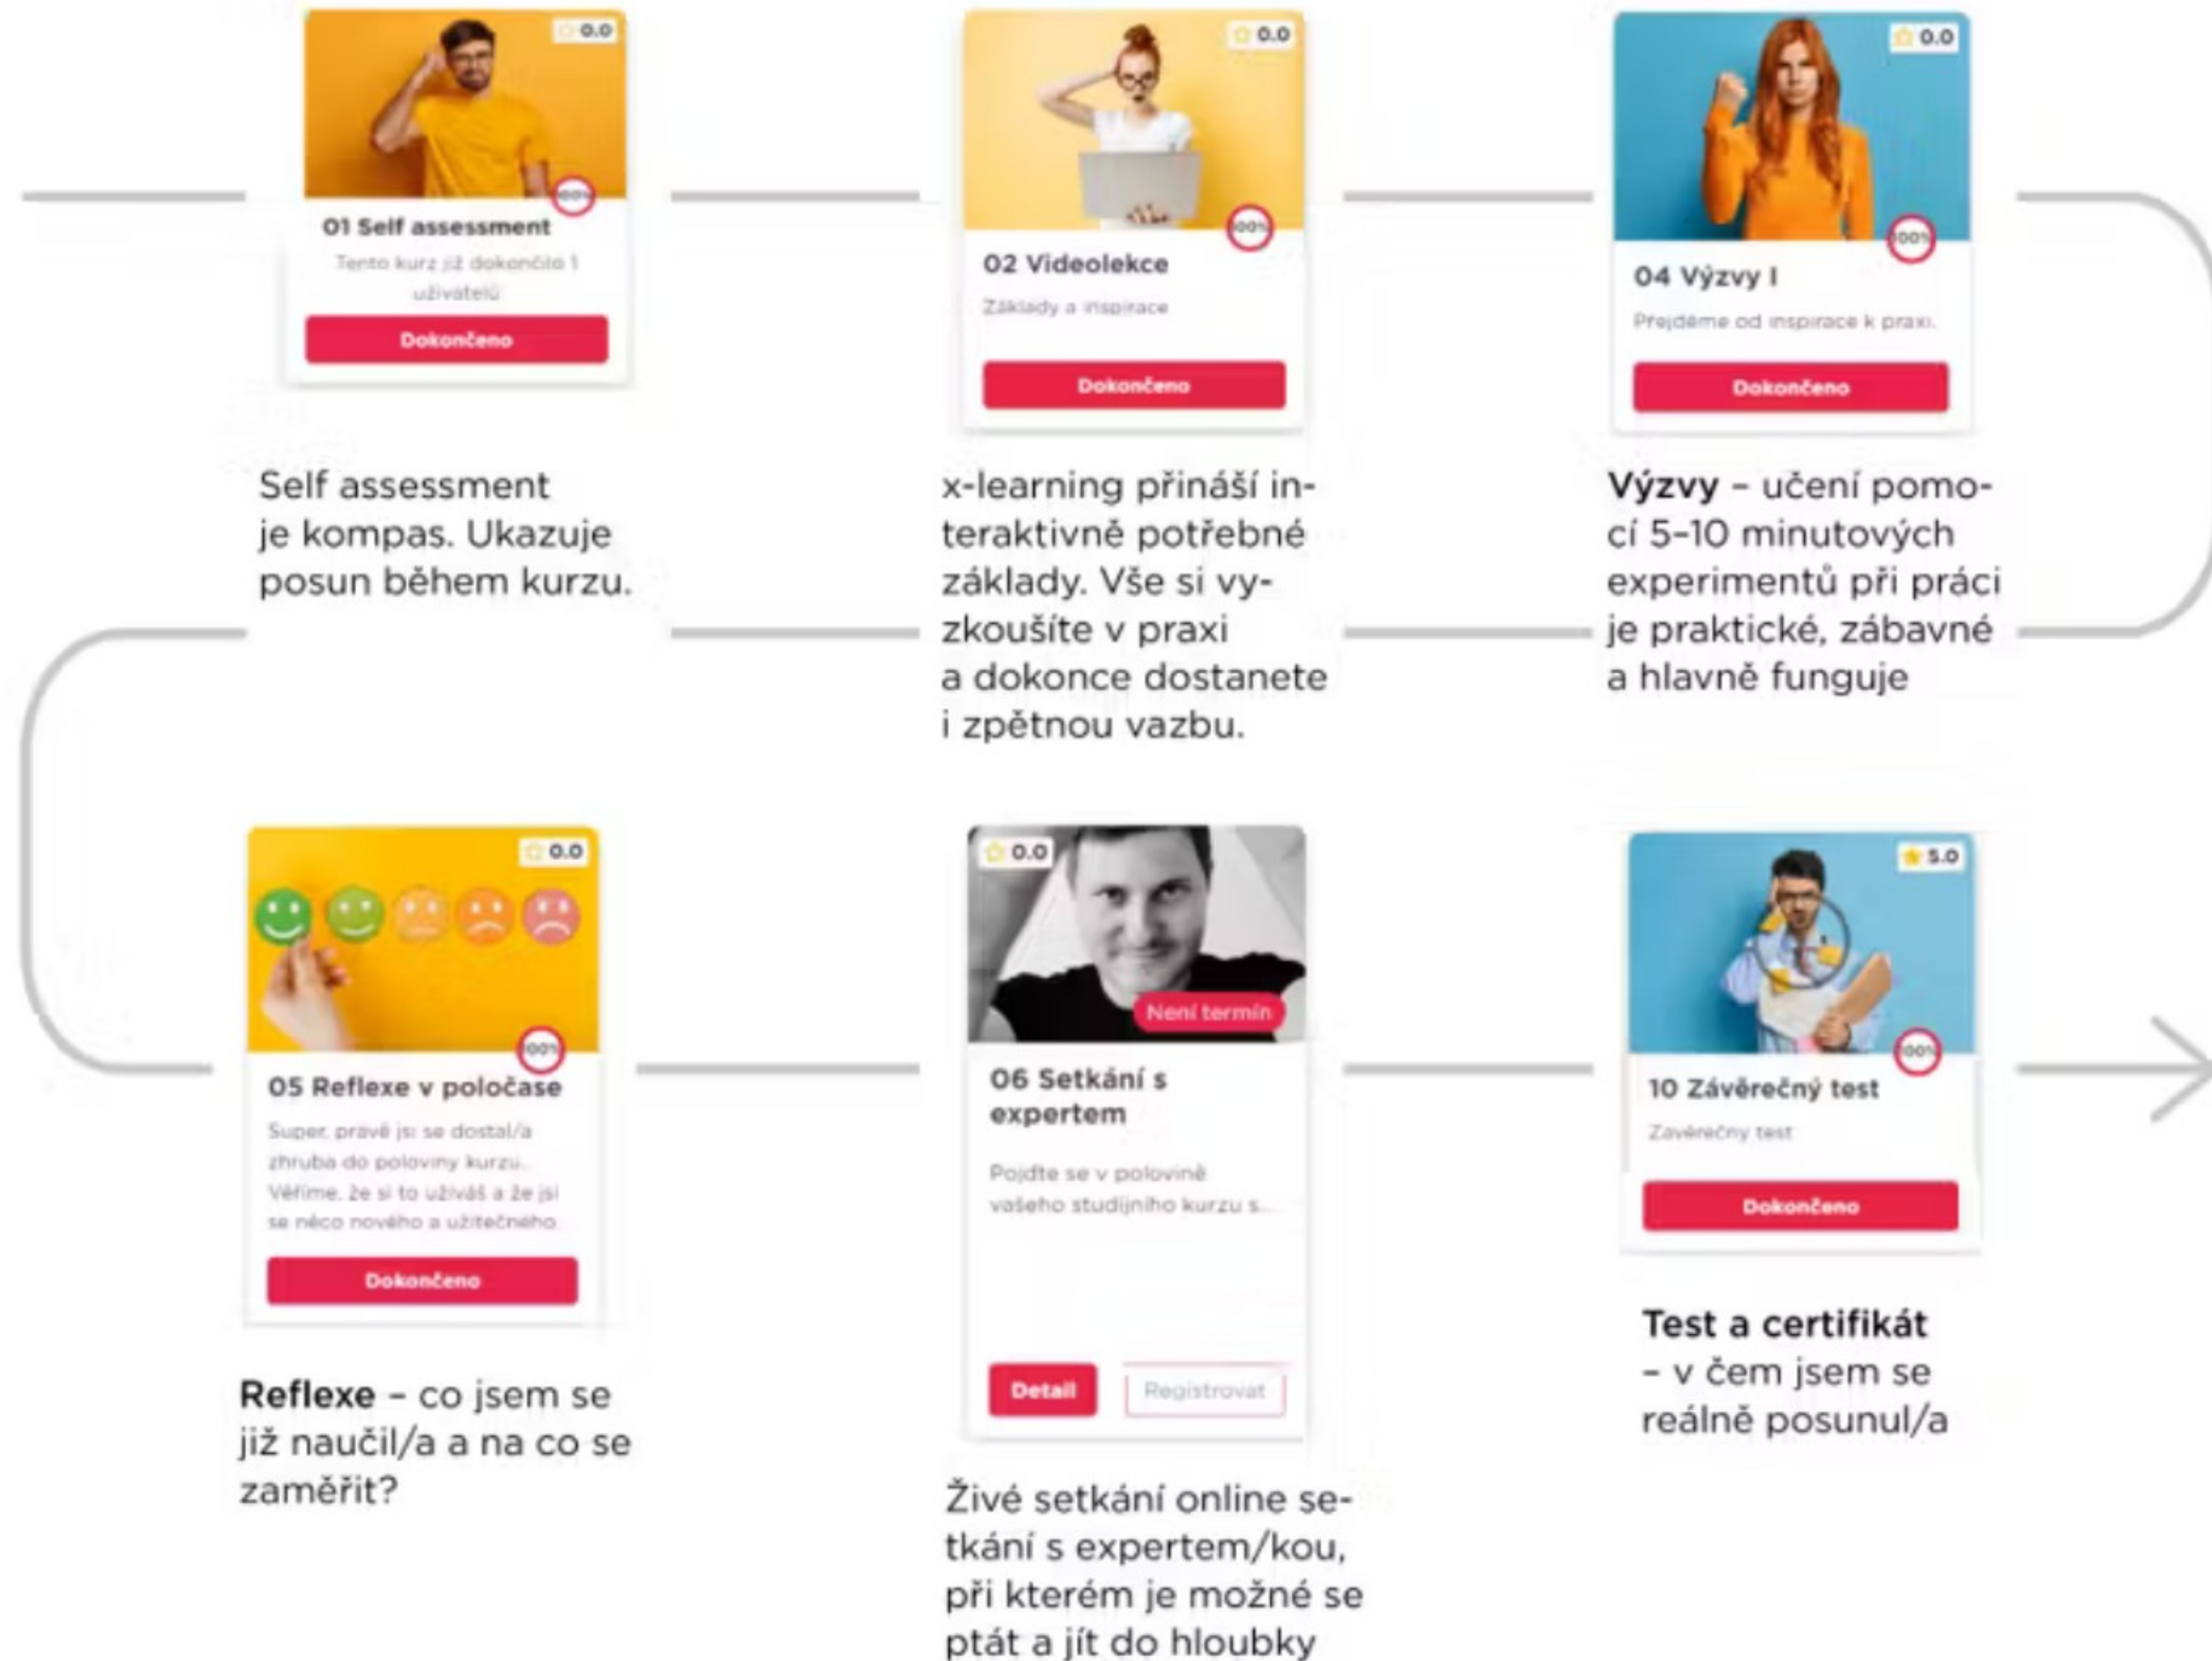 0.0
01 Self assessment
Tento kurz již dokončilo 1
uživatelů
Dokončeno
Self assessment
je kompas. Ukazuje
posun během kurzu.
0.0
100%
02 Videolekce
Základy a inspirace
Dokončeno
x-learning přináší in-
teraktivně potřebné
základy. Vše si vy-
zkoušíte v praxi
a dokonce dostanete
i zpětnou vazbu.
0.0
100%
04 Výzvy I
Přejděme od inspirace k praxi.
Dokončeno
Výzvy – učení pomo-
cí 5–10 minutových
experimentů při práci
je praktické, zábavné
a hlavně funguje
0.0
100%
05 Reflexe v poločase
Super, právě jsi se dostal/a
zhruba do poloviny kurzu.
Věříme, že si to užíváš a že jsi
se něco nového a užitečného
Dokončeno
Reflexe – co jsem se
již naučil/a a na co se
zaměřit?
0.0
Není termín
06 Setkání s
expertem
Pojďte se v polovině
vašeho studijního kurzu s...
Detail
Registrovat
Živé setkání online se-
tkání s expertem/kou,
při kterém je možné se
ptát a jít do hloubky
5.0
100%
10 Závěrečný test
Závěrečný test
Dokončeno
Test a certifikát
– v čem jsem se
reálně posunul/a